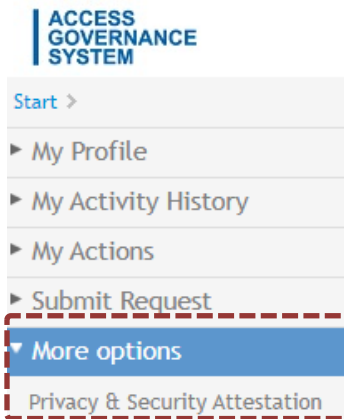 ACCESS
GOVERNANCE
SYSTEM
Start >
My Profile
My Activity History
My Actions
Submit Request
More options
Privacy & Security Attestation